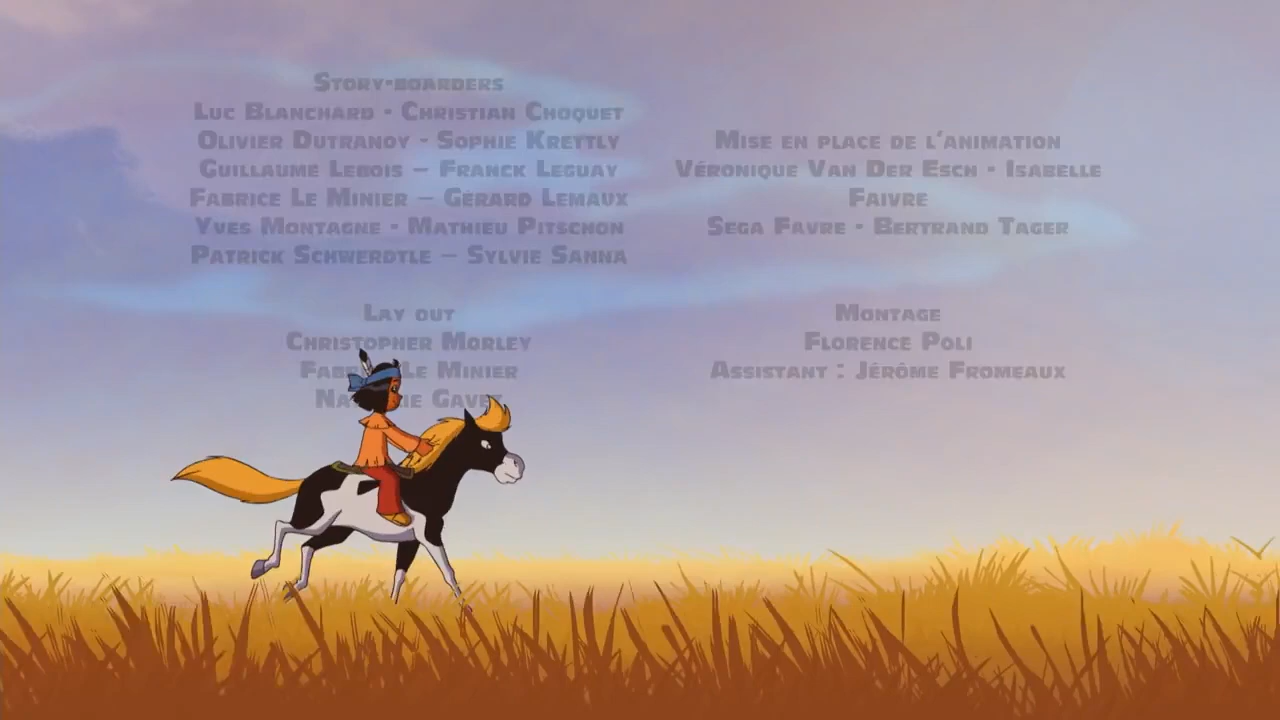 Story-boarders
Luc Blanchard - Christian Choquet
Olivier Dutranoy - Sophie Krettly
Guillaume Lebois – Franck Leguay
Fabrice Le Minier – Gérard Lemaux
Yves Montagne - Mathieu Pitschon
Patrick Schwerdtle – Sylvie Sanna
Lay out
Christopher Morley
Le Minier
Mise en place de l'animation
Véronique Van Der Esch - Isabelle
Faivre
Sega Favre - Bertrand Tager
Montage
Florence Poli
Assistant : Jérôme Fromeaux